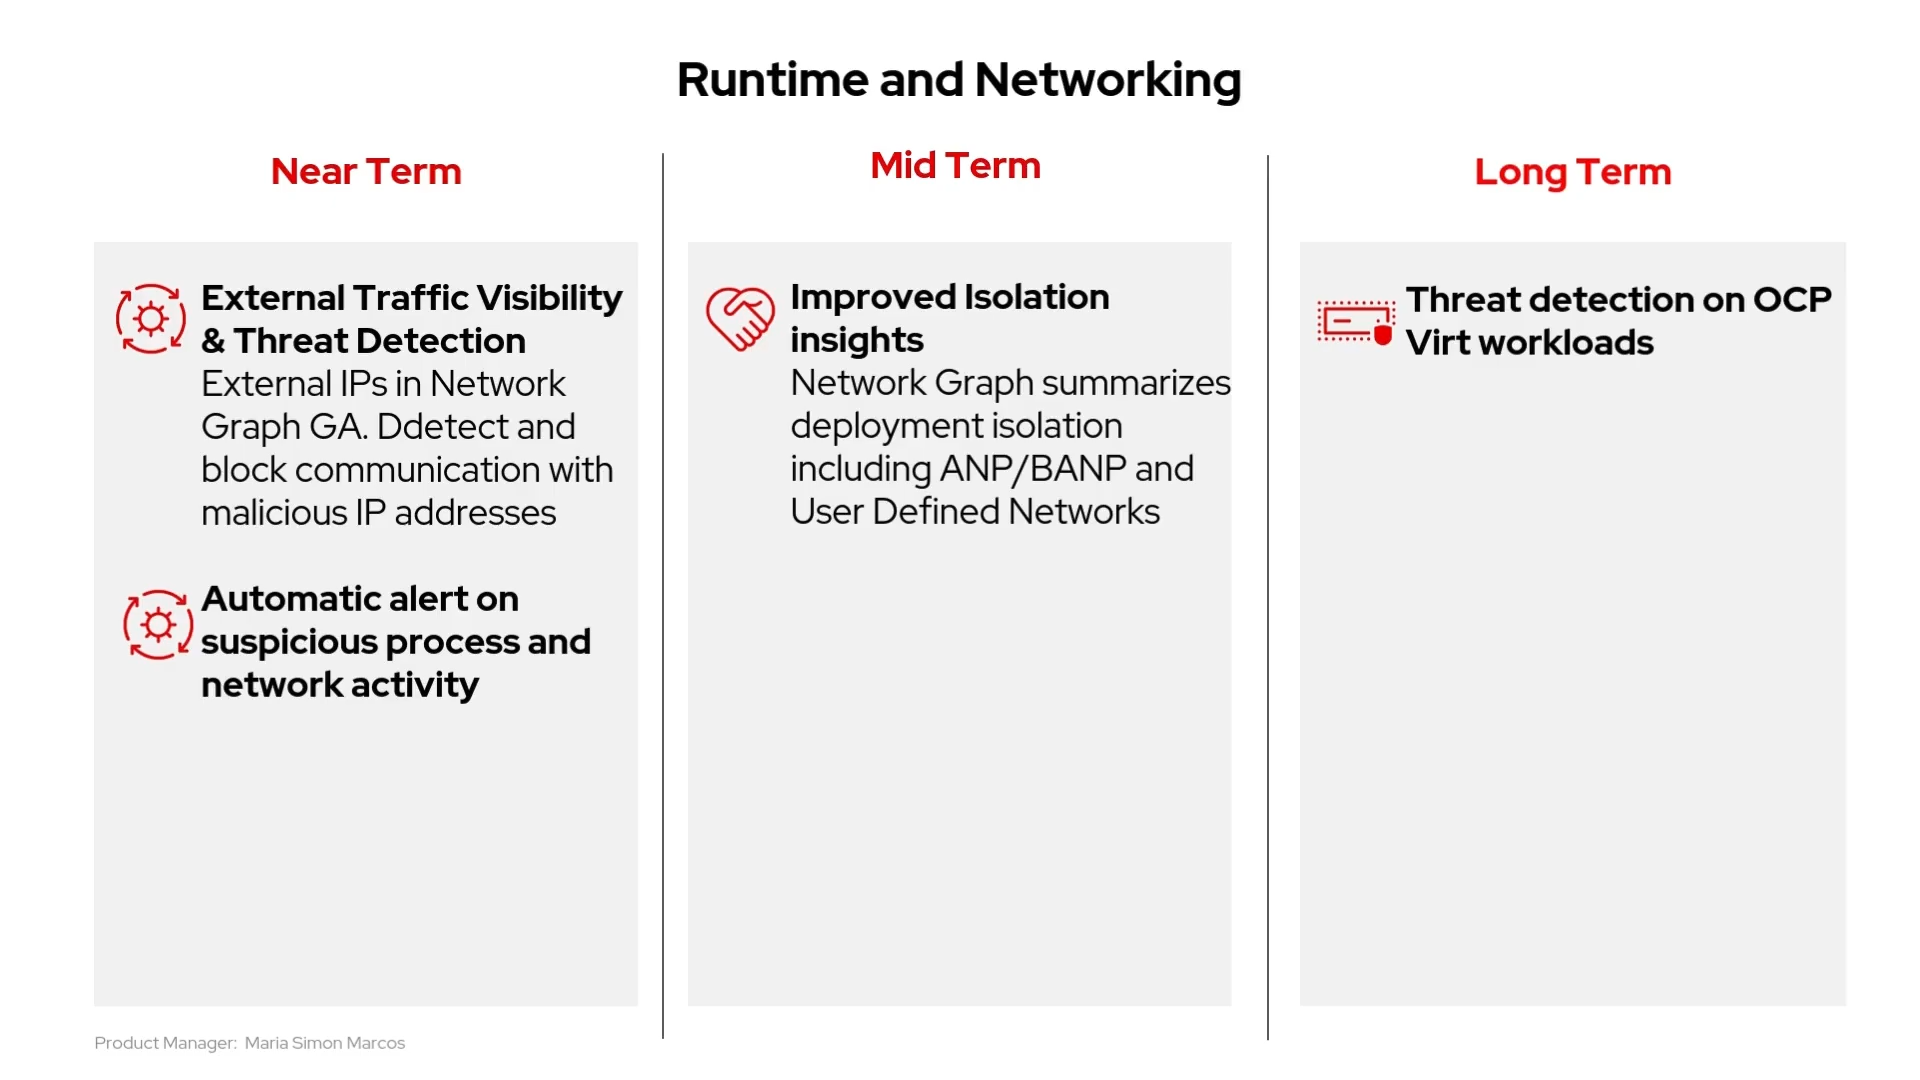 Runtime and Networking
Near Term
External Traffic Visibility
& Threat Detection
External IPs in Network
Graph GA. Ddetect and
block communication with
malicious IP addresses
Automatic alert on
suspicious process and
network activity
Mid Term
Improved Isolation
insights
Network Graph summarizes
deployment isolation
including ANP/BANP and
User Defined Networks
Long Term
Threat detection on OCP
Virt workloads
Product Manager: Maria Simon Marcos